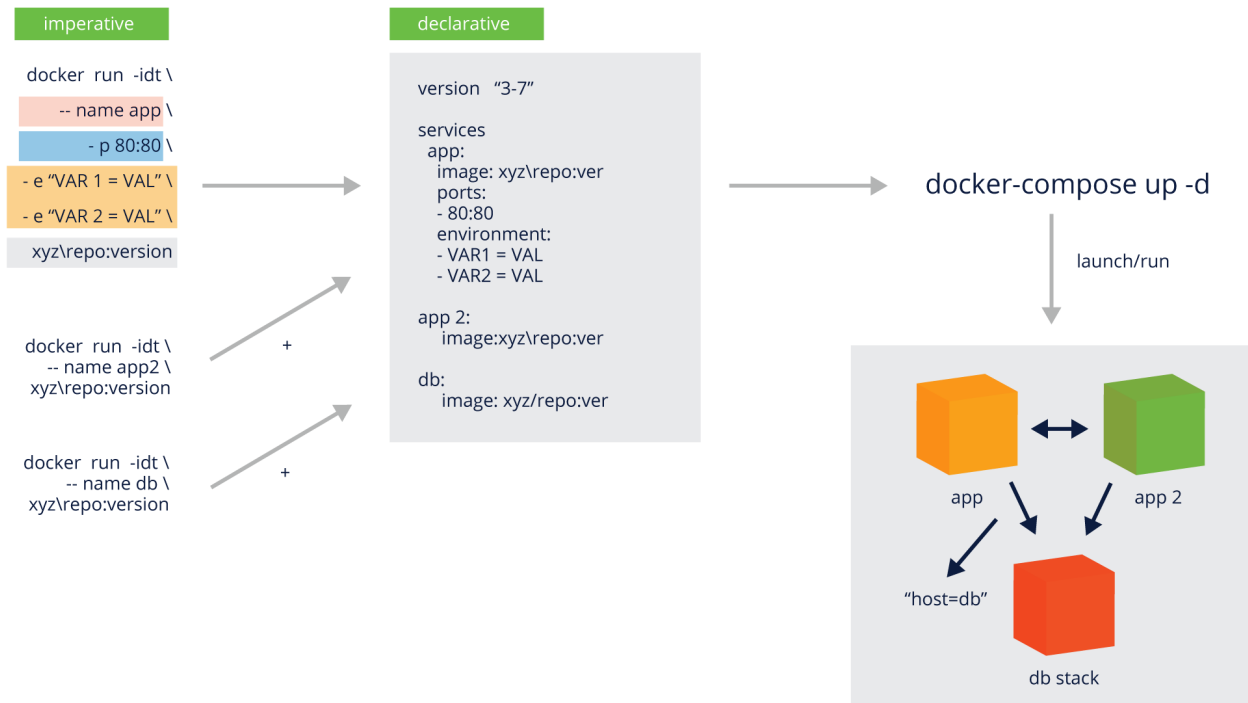 imperative
docker run -idt \
-- name app \
- p 80:80 \
- e “VAR 1 = VAL” \
- e “VAR 2 = VAL” \
xyz\repo:version
docker run -idt \
-- name app2 \
xyz\repo:version
+
docker run -idt \
-- name db \
xyz\repo:version
+
declarative
version “3-7”
services
app:
image: xyz\repo:ver
ports:
- 80:80
environment:
- VAR1 = VAL
- VAR2 = VAL
app 2:
image:xyz\repo:ver
db:
image: xyz/repo:ver
docker-compose up -d
launch/run
app
app 2
“host=db”
db stack